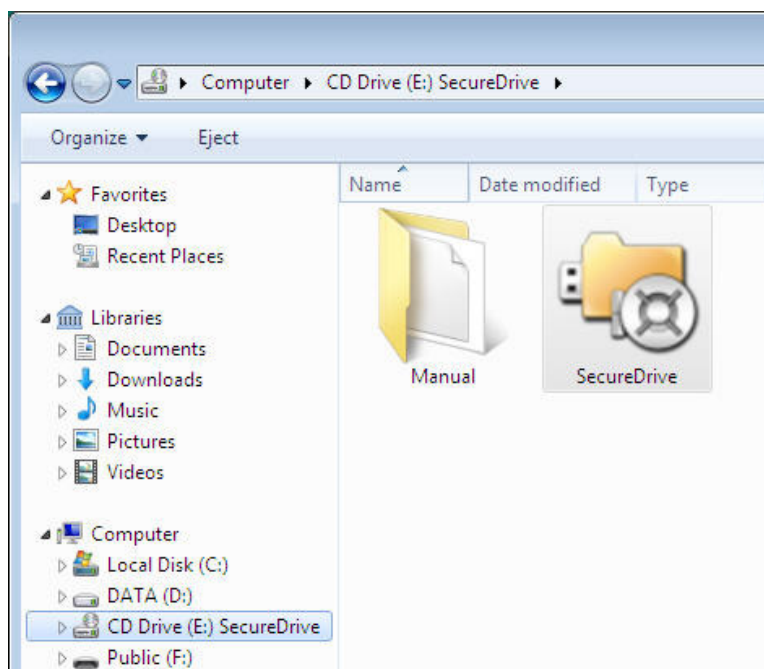 Computer CD Drive (E:) SecureDrive
Organize Eject
Name Date modified Type
Favorites
Desktop
Recent Places
Libraries
Documents
Downloads
Music
Pictures
Videos
Computer
Local Disk (C:)
DATA (D:)
CD Drive (E:) SecureDrive
Public (F:)
Manual SecureDrive